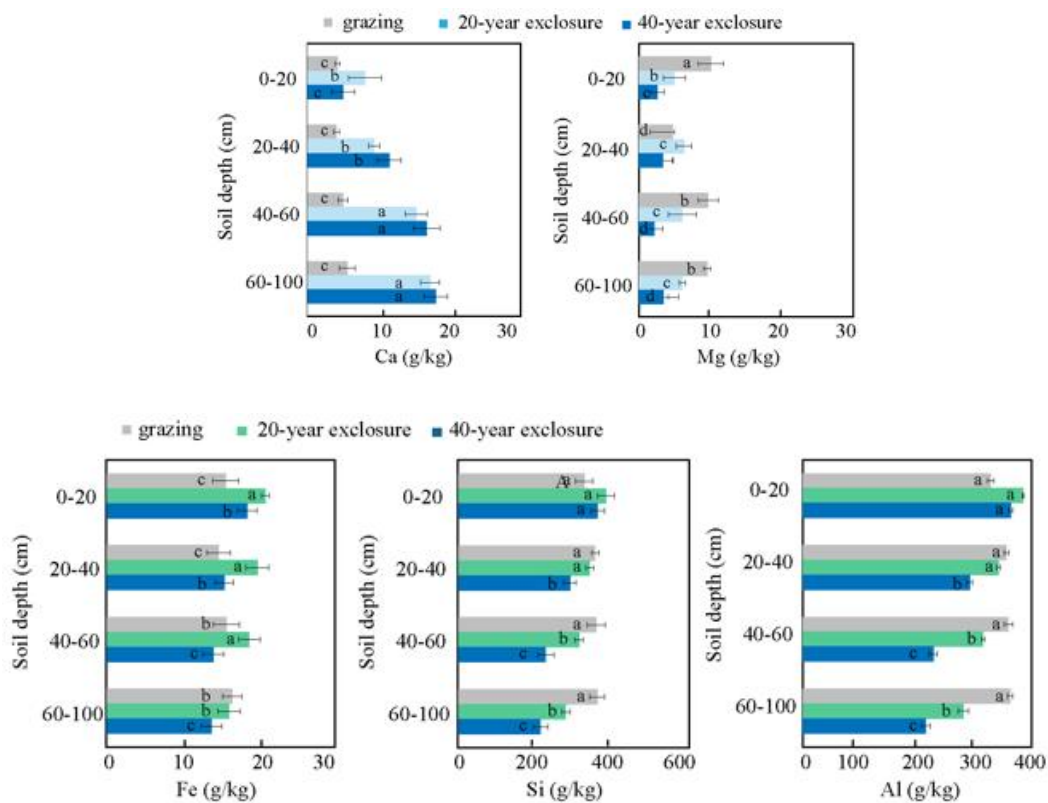 grazing 20-year exclosure 40-year exclosure
Soil depth (cm)
0-20
c
b
c
20-40
c
b
b
40-60
c
a
a
60-100
c
a
a
0 10 20 30
Ca (g/kg)
Soil depth (cm)
0-20
a
b
c
20-40
d
c
40-60
b
c
d
60-100
b
c
d
0 10 20 30
Mg (g/kg)
grazing 20-year exclosure 40-year exclosure
Soil depth (cm)
0-20
c
a
b
20-40
c
a
b
40-60
b
a
c
60-100
b
b
c
0 10 20 30
Fe (g/kg)
Soil depth (cm)
0-20
a
a
20-40
a
a
b
40-60
a
b
c
60-100
a
b
c
0 200 400 600
Si (g/kg)
Soil depth (cm)
0-20
a
a
a
20-40
a
a
b
40-60
a
b
c
60-100
a
b
c
0 100 200 300 400
Al (g/kg)